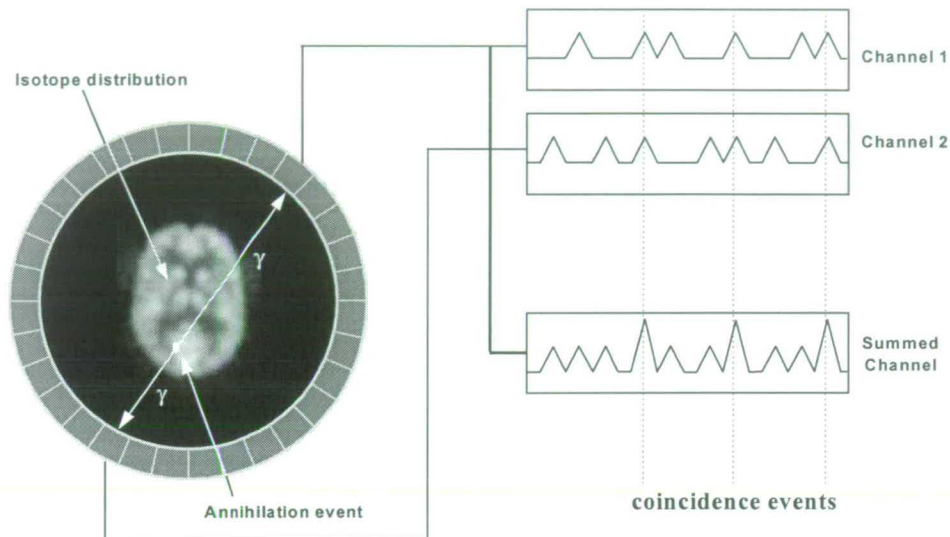 Isotope distribution
γ
γ
Annihilation event
Channel 1
Channel 2
Summed
Channel
coincidence events